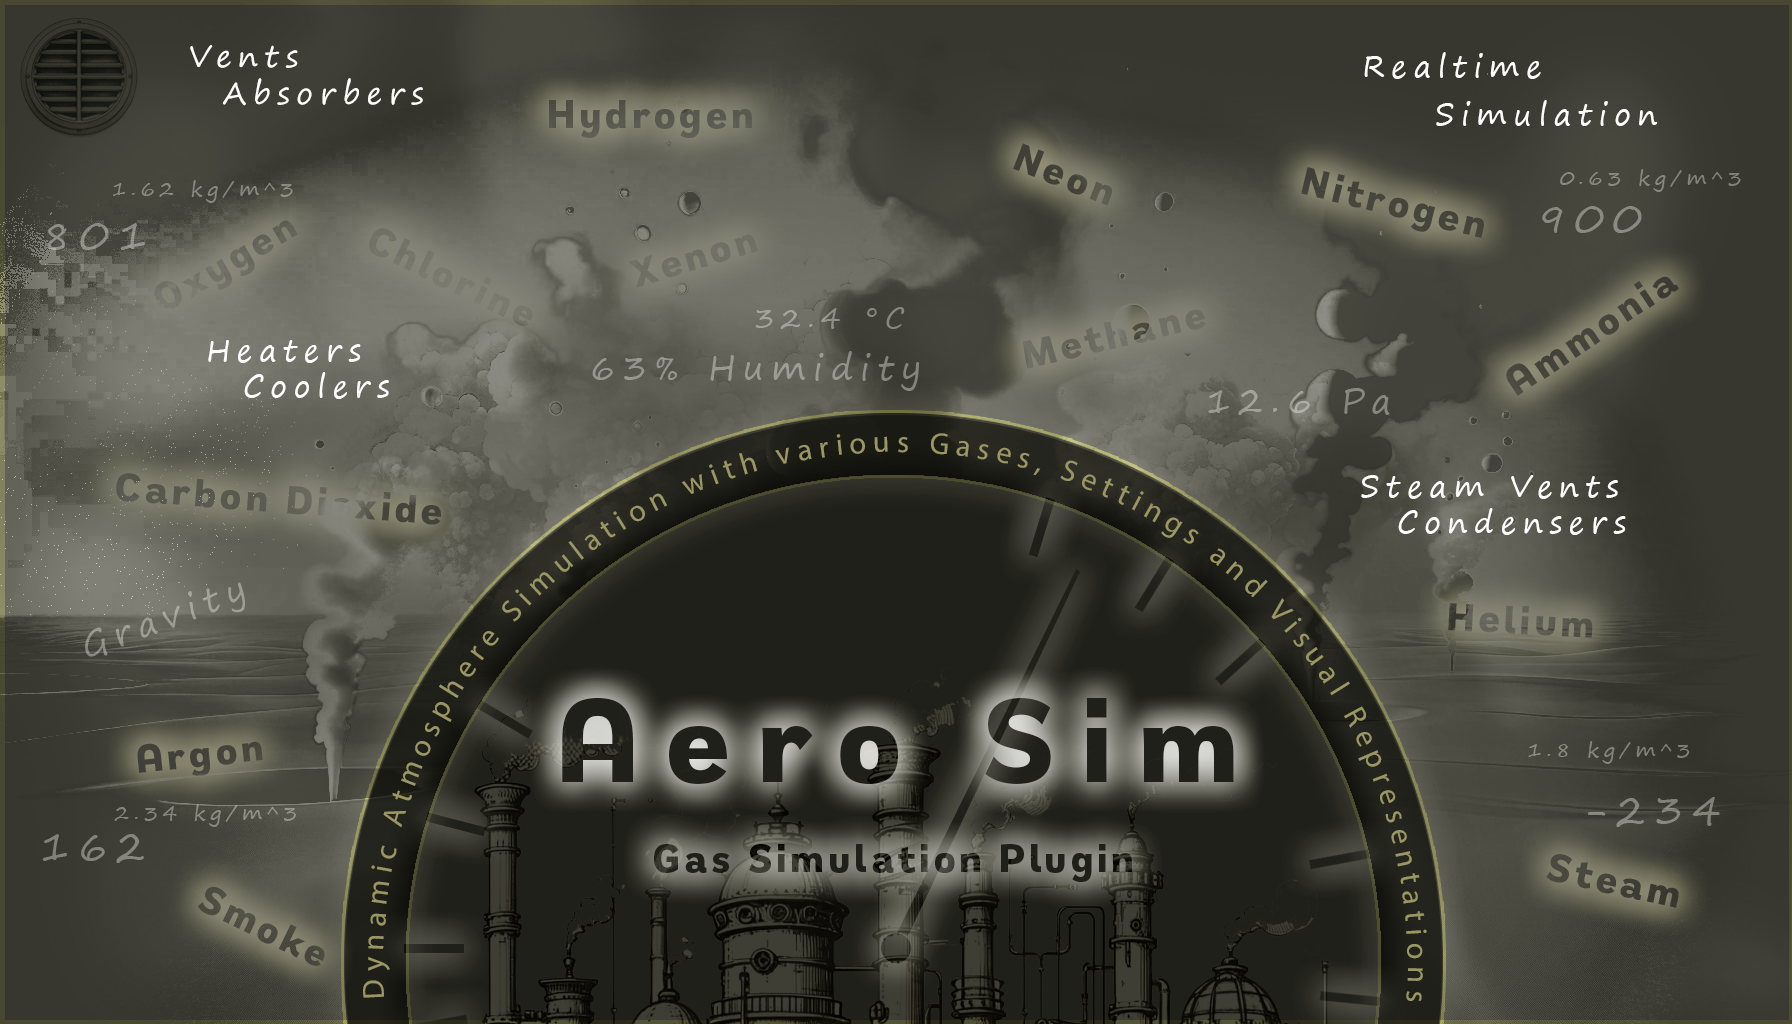 Vents
Absorbers
Realtime
Simulation
Hydrogen
Neon
Nitrogen
1.62 kg/m^3
801
0.63 kg/m^3
900
Oxygen
Chlorine
Xenon
Ammonia
32.4 °C
63% Humidity
Methane
12.6 Pa
Heaters
Coolers
Carbon Dioxide
Steam Vents
Condensers
Gravity
Helium
Dynamic Atmosphere Simulation with various Gases, Settings and Visual Representations
Aero Sim
Gas Simulation Plugin
Argon
2.34 kg/m^3
162
1.8 kg/m^3
-234
Smoke
Steam